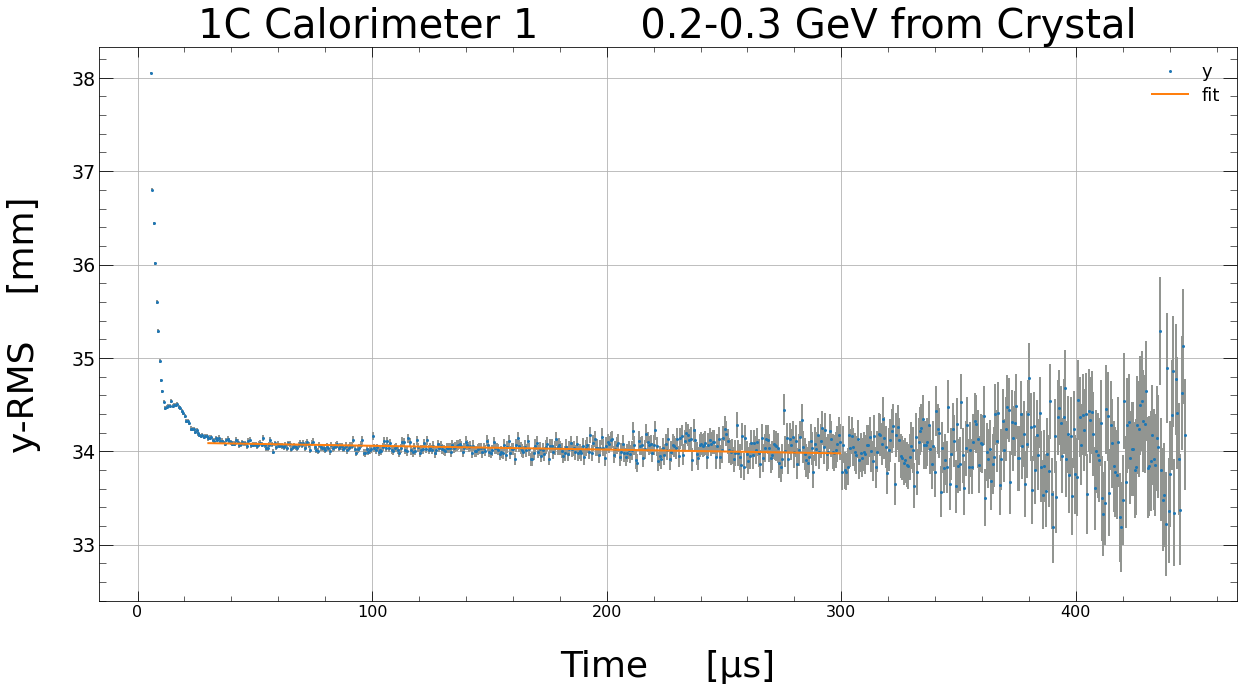 1C Calorimeter 1 0.2-0.3 GeV from Crystal
y
fit
y-RMS [mm]
38
37
36
35
34
33
0 100 200 300 400
Time [µs]